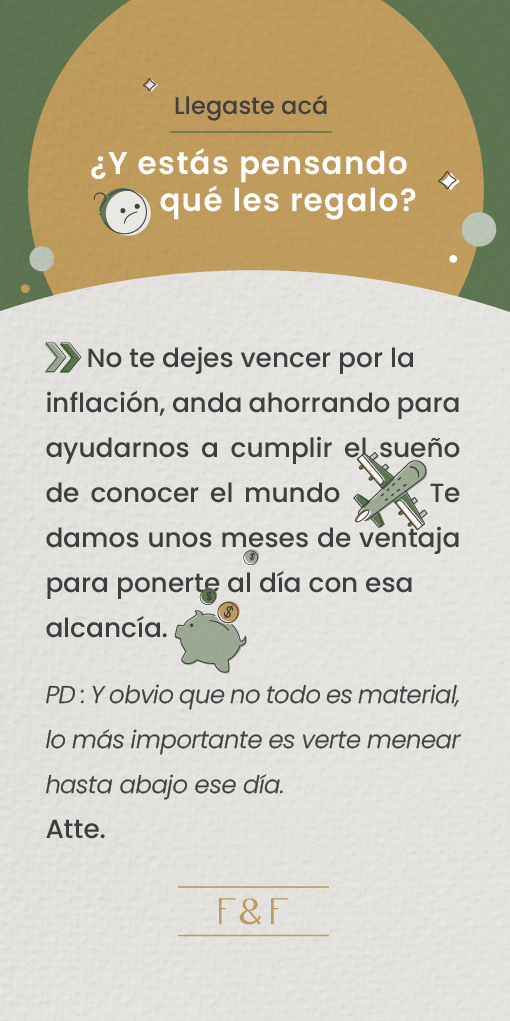 Llegaste acá
¿Y estás pensando
qué les regalo?
No te dejes vencer por la
inflación, anda ahorrando para
ayudarnos a cumplir el sueño
de conocer el mundo Te
damos unos meses de ventaja
para ponerte al día con esa
alcancía.
PD : Y obvio que no todo es material,
lo más importante es verte menear
hasta abajo ese día.
Atte.
F & F